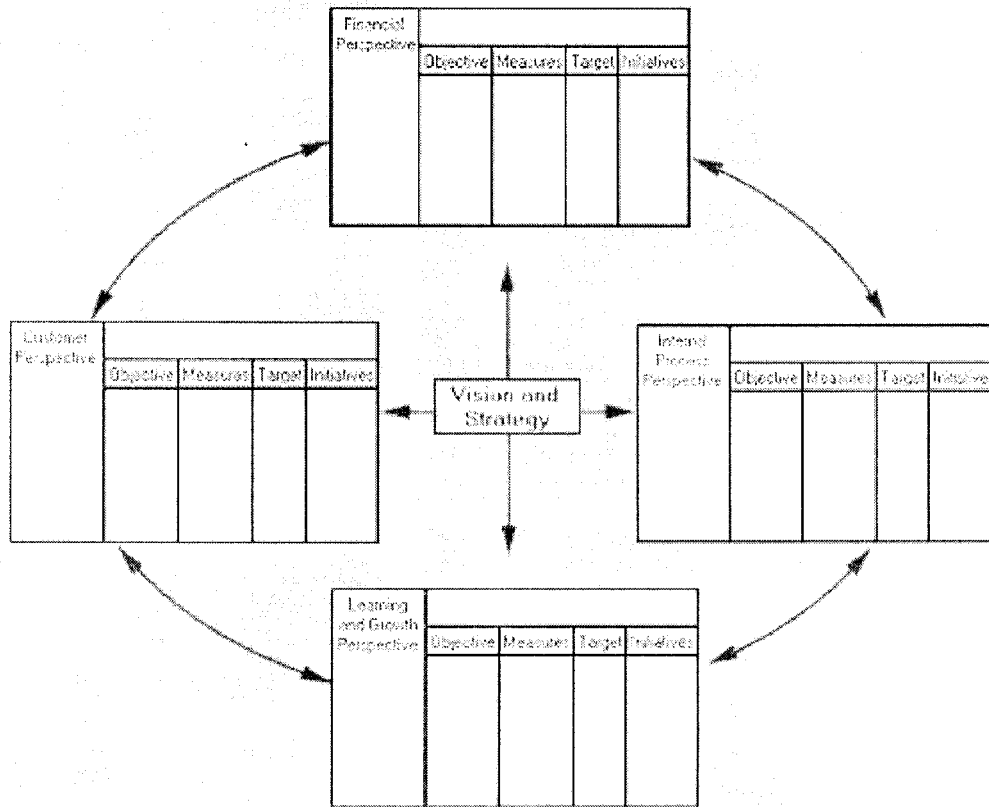 Financial
Perspective
Objective Measures Target Initiatives
Customer
Perspective
Objective Measures Target Initiatives
Vision and
Strategy
Internal
Process
Perspective
Objective Measures Target Initiatives
Learning
and Growth
Perspective
Objective Measures Target Initiatives